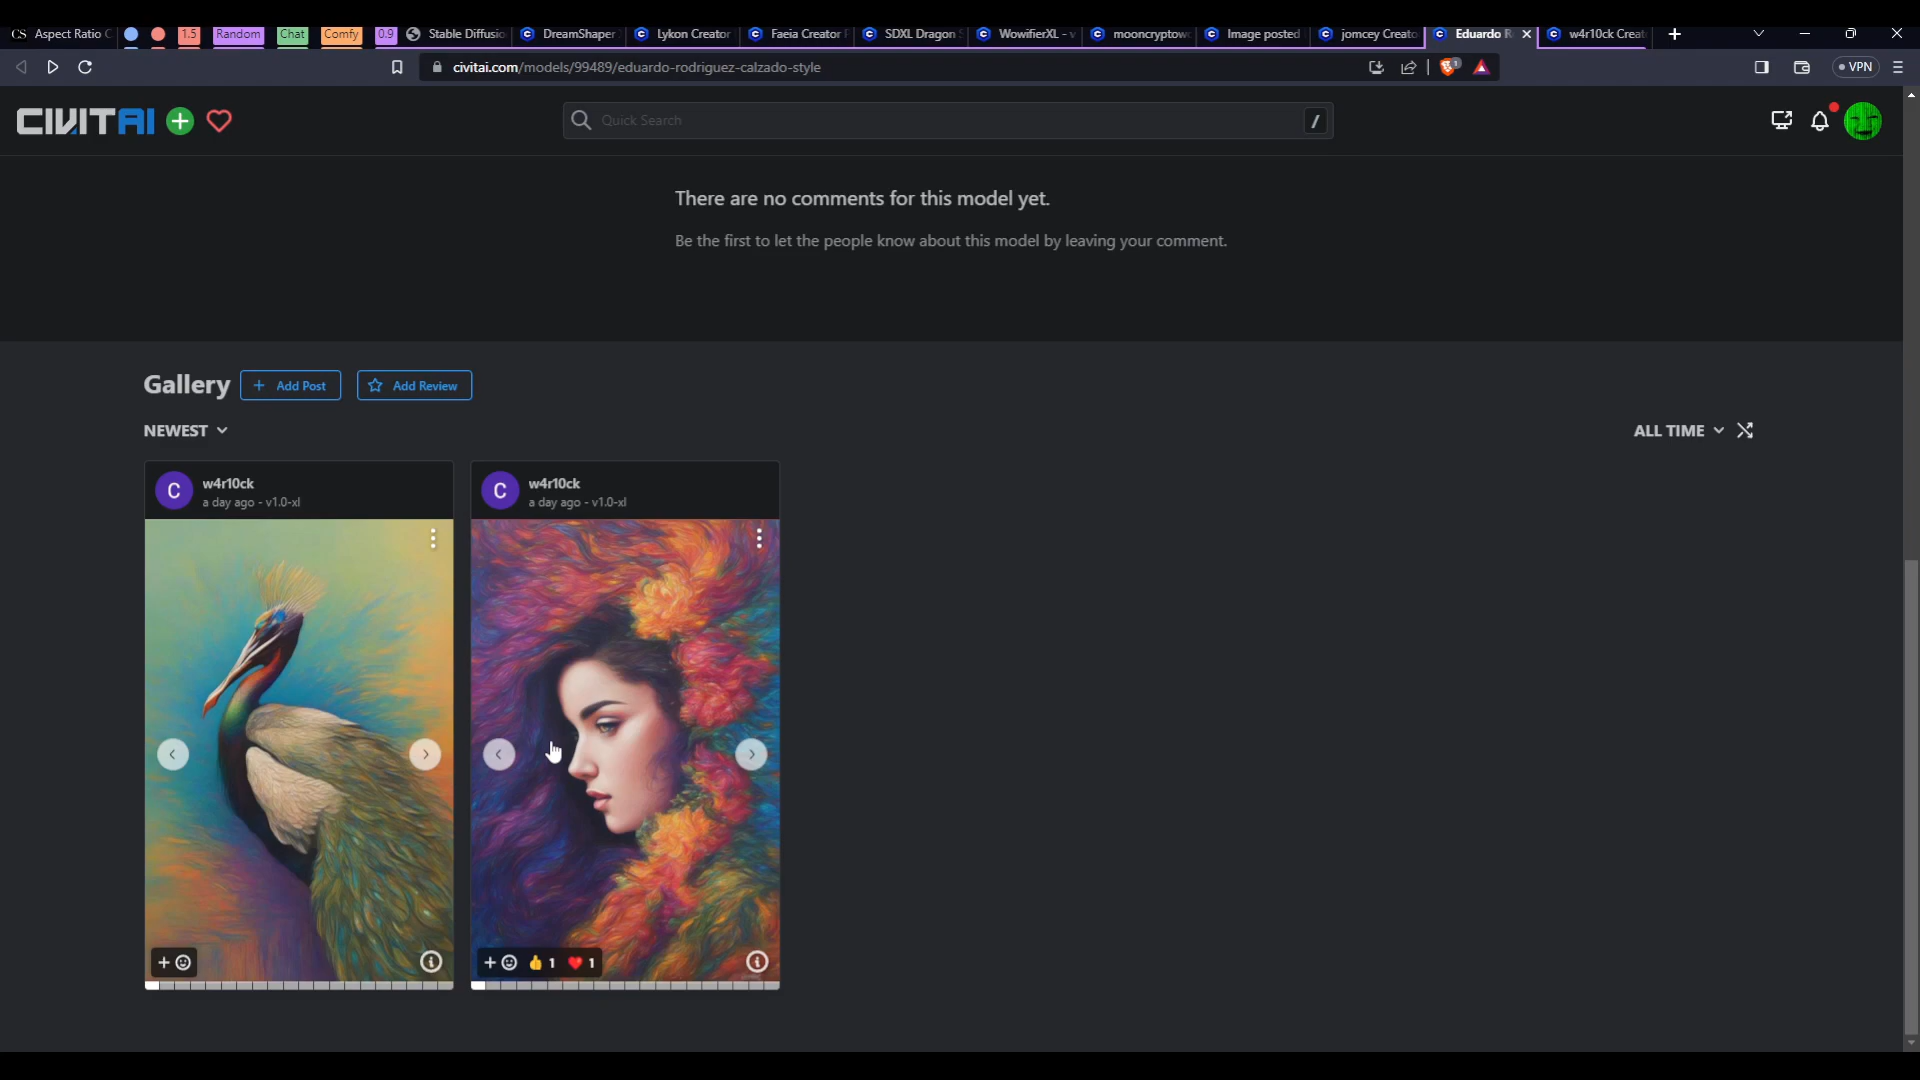 CS Aspect Ratio C
1.5
Random
Chat
Comfy
0.9
Stable Diffusio
DreamShaper
Lykon Creator
Faeia Creator P
SDXL Dragon S
WowifierXL - v
mooncryptow
Image posted
jomcey Creato
Eduardo R
w4r10ck Creat
civitai.com/models/99489/eduardo-rodriguez-calzado-style
1
VPN
CIVITAI
Quick Search
/
There are no comments for this model yet.
Be the first to let the people know about this model by leaving your comment.
Gallery
+ Add Post
Add Review
NEWEST
ALL TIME
C
w4r10ck
a day ago - v1.0-xl
C
w4r10ck
a day ago - v1.0-xl
+
+
1
1